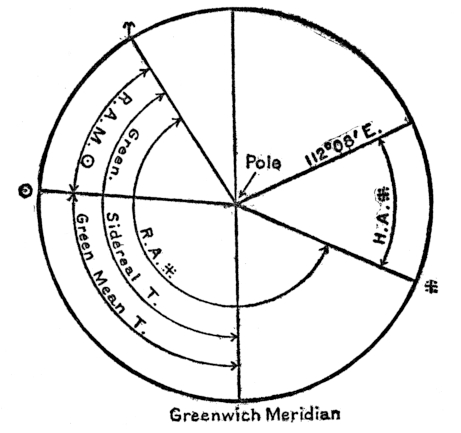 ♈
R.A.M.☉
Green.
Sidereal T.
R.A.⁜
Green Mean T.
Pole
112°08'E.
H.A.⁜
☉
⁜
Greenwich Meridian